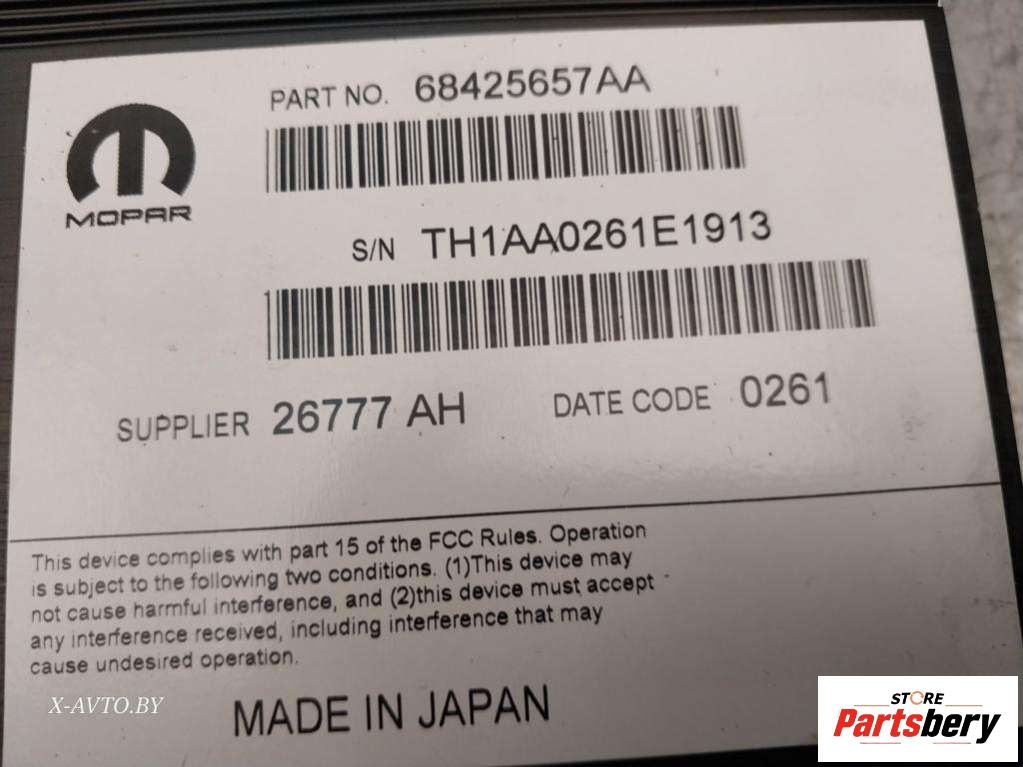 PART NO. 68425657AA
MOPAR
S/N TH1AA0261E1913
SUPPLIER 26777 AH DATE CODE 0261
This device complies with part 15 of the FCC Rules. Operation
is subject to the following two conditions. (1)This device may
not cause harmful interference, and (2)this device must accept
any interference received, including interference that may
cause undesired operation.
MADE IN JAPAN
X-AVTO.BY
STORE
Partsbery